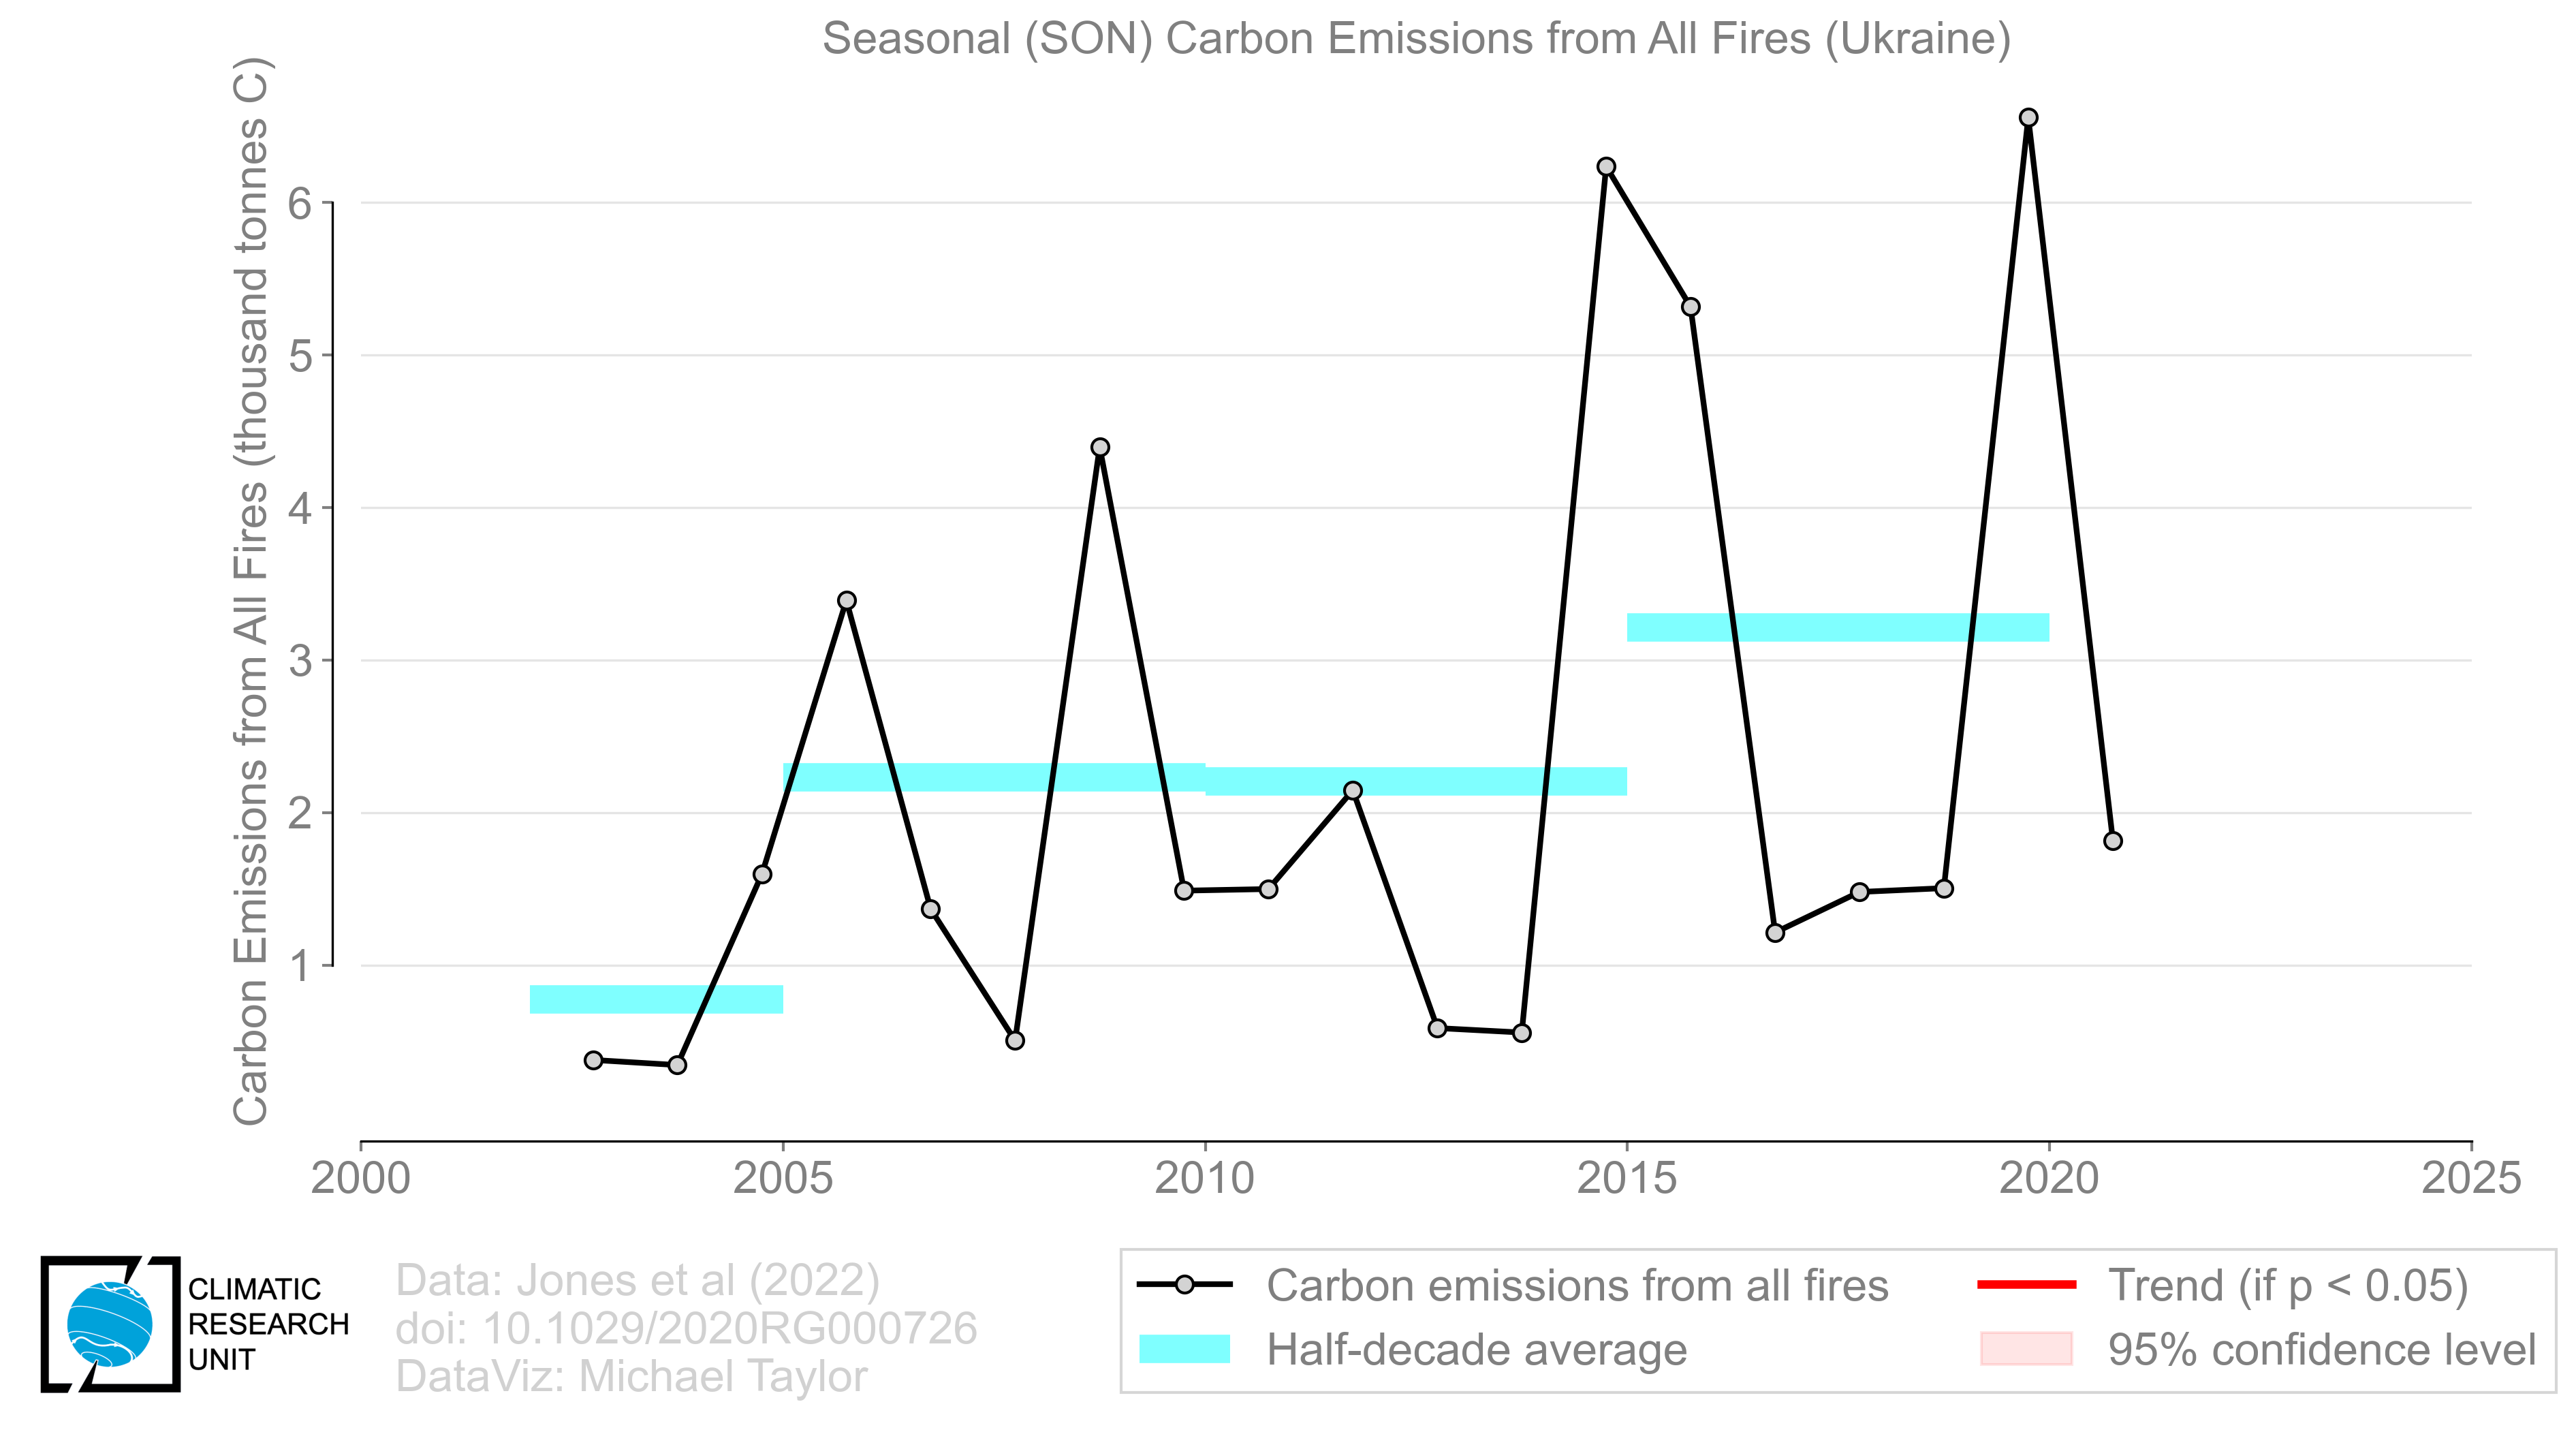 Seasonal (SON) Carbon Emissions from All Fires (Ukraine)
Carbon Emissions from All Fires (thousand tonnes C)
6
5
4
3
2
1
2000 2005 2010 2015 2020 2025
CLIMATIC
RESEARCH
UNIT
Data: Jones et al (2022)
doi: 10.1029/2020RG000726
DataViz: Michael Taylor
Carbon emissions from all fires
Half-decade average
Trend (if p < 0.05)
95% confidence level